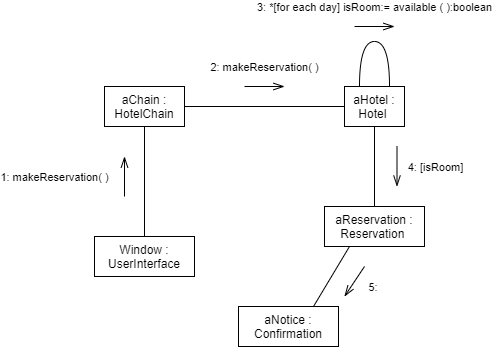 3: *[for each day] isRoom:= available ( ):boolean
2: makeReservation( )
aChain :
HotelChain
aHotel :
Hotel
1: makeReservation( )
4: [isRoom]
aReservation :
Reservation
Window :
UserInterface
5:
aNotice :
Confirmation